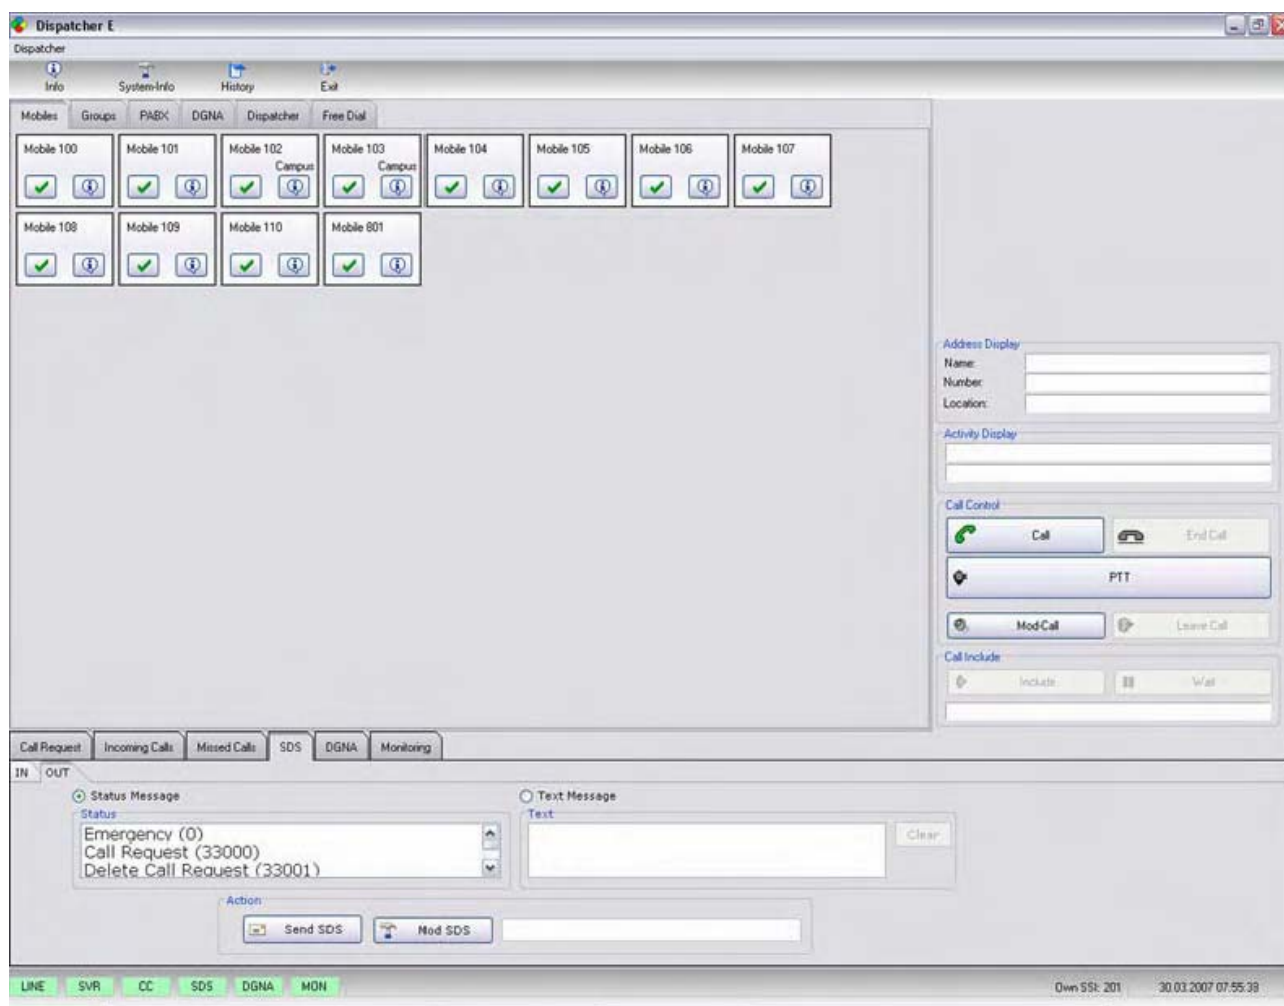 Dispatcher E
Dispatcher
Info System-Info History Exit
Mobiles Groups PABX DGNA Dispatcher Free Dial
Mobile 100 Mobile 101 Mobile 102 Mobile 103 Mobile 104 Mobile 105 Mobile 106 Mobile 107
Campus Campus
Mobile 108 Mobile 109 Mobile 110 Mobile 801
Address Display
Name:
Number:
Location:
Activity Display
Call Control
Call End Call
PTT
Mod-Call Leave Call
Call Include
Include Wait
Call Request Incoming Calls Missed Calls SDS DGNA Monitoring
IN OUT
Status Message Text Message
Status Text
Emergency (0)
Call Request (33000)
Delete Call Request (33001)
Clear
Action
Send SDS Mod SDS
LINE SVR CC SDS DGNA MON Own SSI: 201 30.03.2007 07:55:39